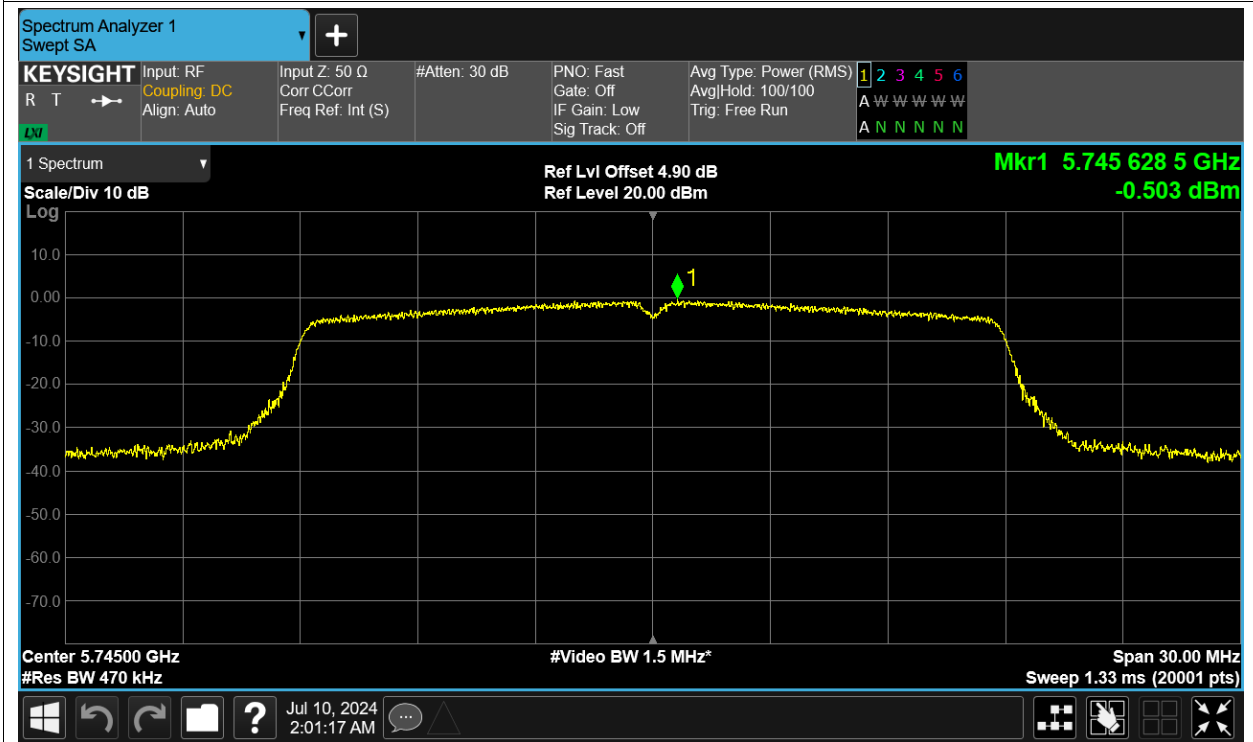 Spectrum Analyzer 1
Swept SA
KEYSIGHT
R T
LXI
Input: RF
Coupling: DC
Align: Auto
Input Z: 50 Ω
Corr CCorr
Freq Ref: Int (S)
#Atten: 30 dB
PNO: Fast
Gate: Off
IF Gain: Low
Sig Track: Off
Avg Type: Power (RMS)
Avg|Hold: 100/100
Trig: Free Run
1 2 3 4 5 6
A W W W W W
A N N N N N
1 Spectrum
Scale/Div 10 dB
Log
Ref Lvl Offset 4.90 dB
Ref Level 20.00 dBm
Mkr1 5.745 628 5 GHz
-0.503 dBm
1
10.0
0.00
-10.0
-20.0
-30.0
-40.0
-50.0
-60.0
-70.0
Center 5.74500 GHz
#Res BW 470 kHz
#Video BW 1.5 MHz*
Span 30.00 MHz
Sweep 1.33 ms (20001 pts)
?
Jul 10, 2024
2:01:17 AM